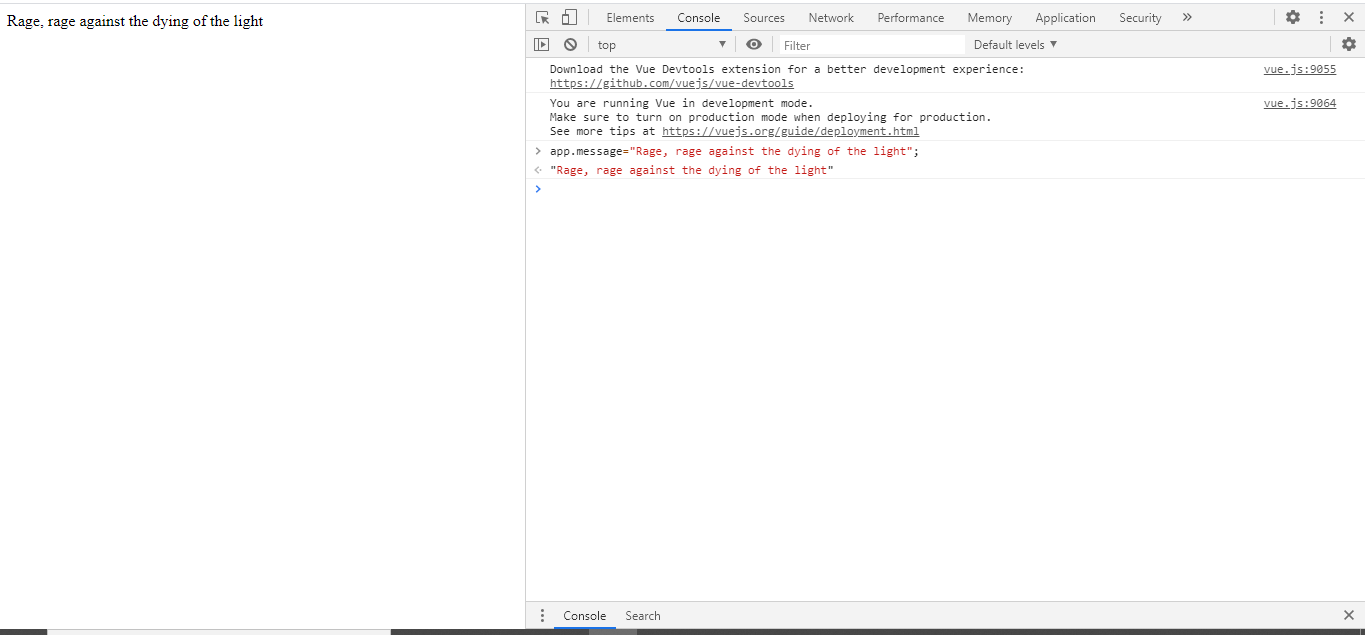 Rage, rage against the dying of the light
Elements Console Sources Network Performance Memory Application Security
top Filter Default levels
Download the Vue Devtools extension for a better development experience: vue.js:9055
https://github.com/vuejs/vue-devtools
You are running Vue in development mode. vue.js:9064
Make sure to turn on production mode when deploying for production.
See more tips at https://vuejs.org/guide/deployment.html
> app.message="Rage, rage against the dying of the light";
"Rage, rage against the dying of the light"
>
Console Search